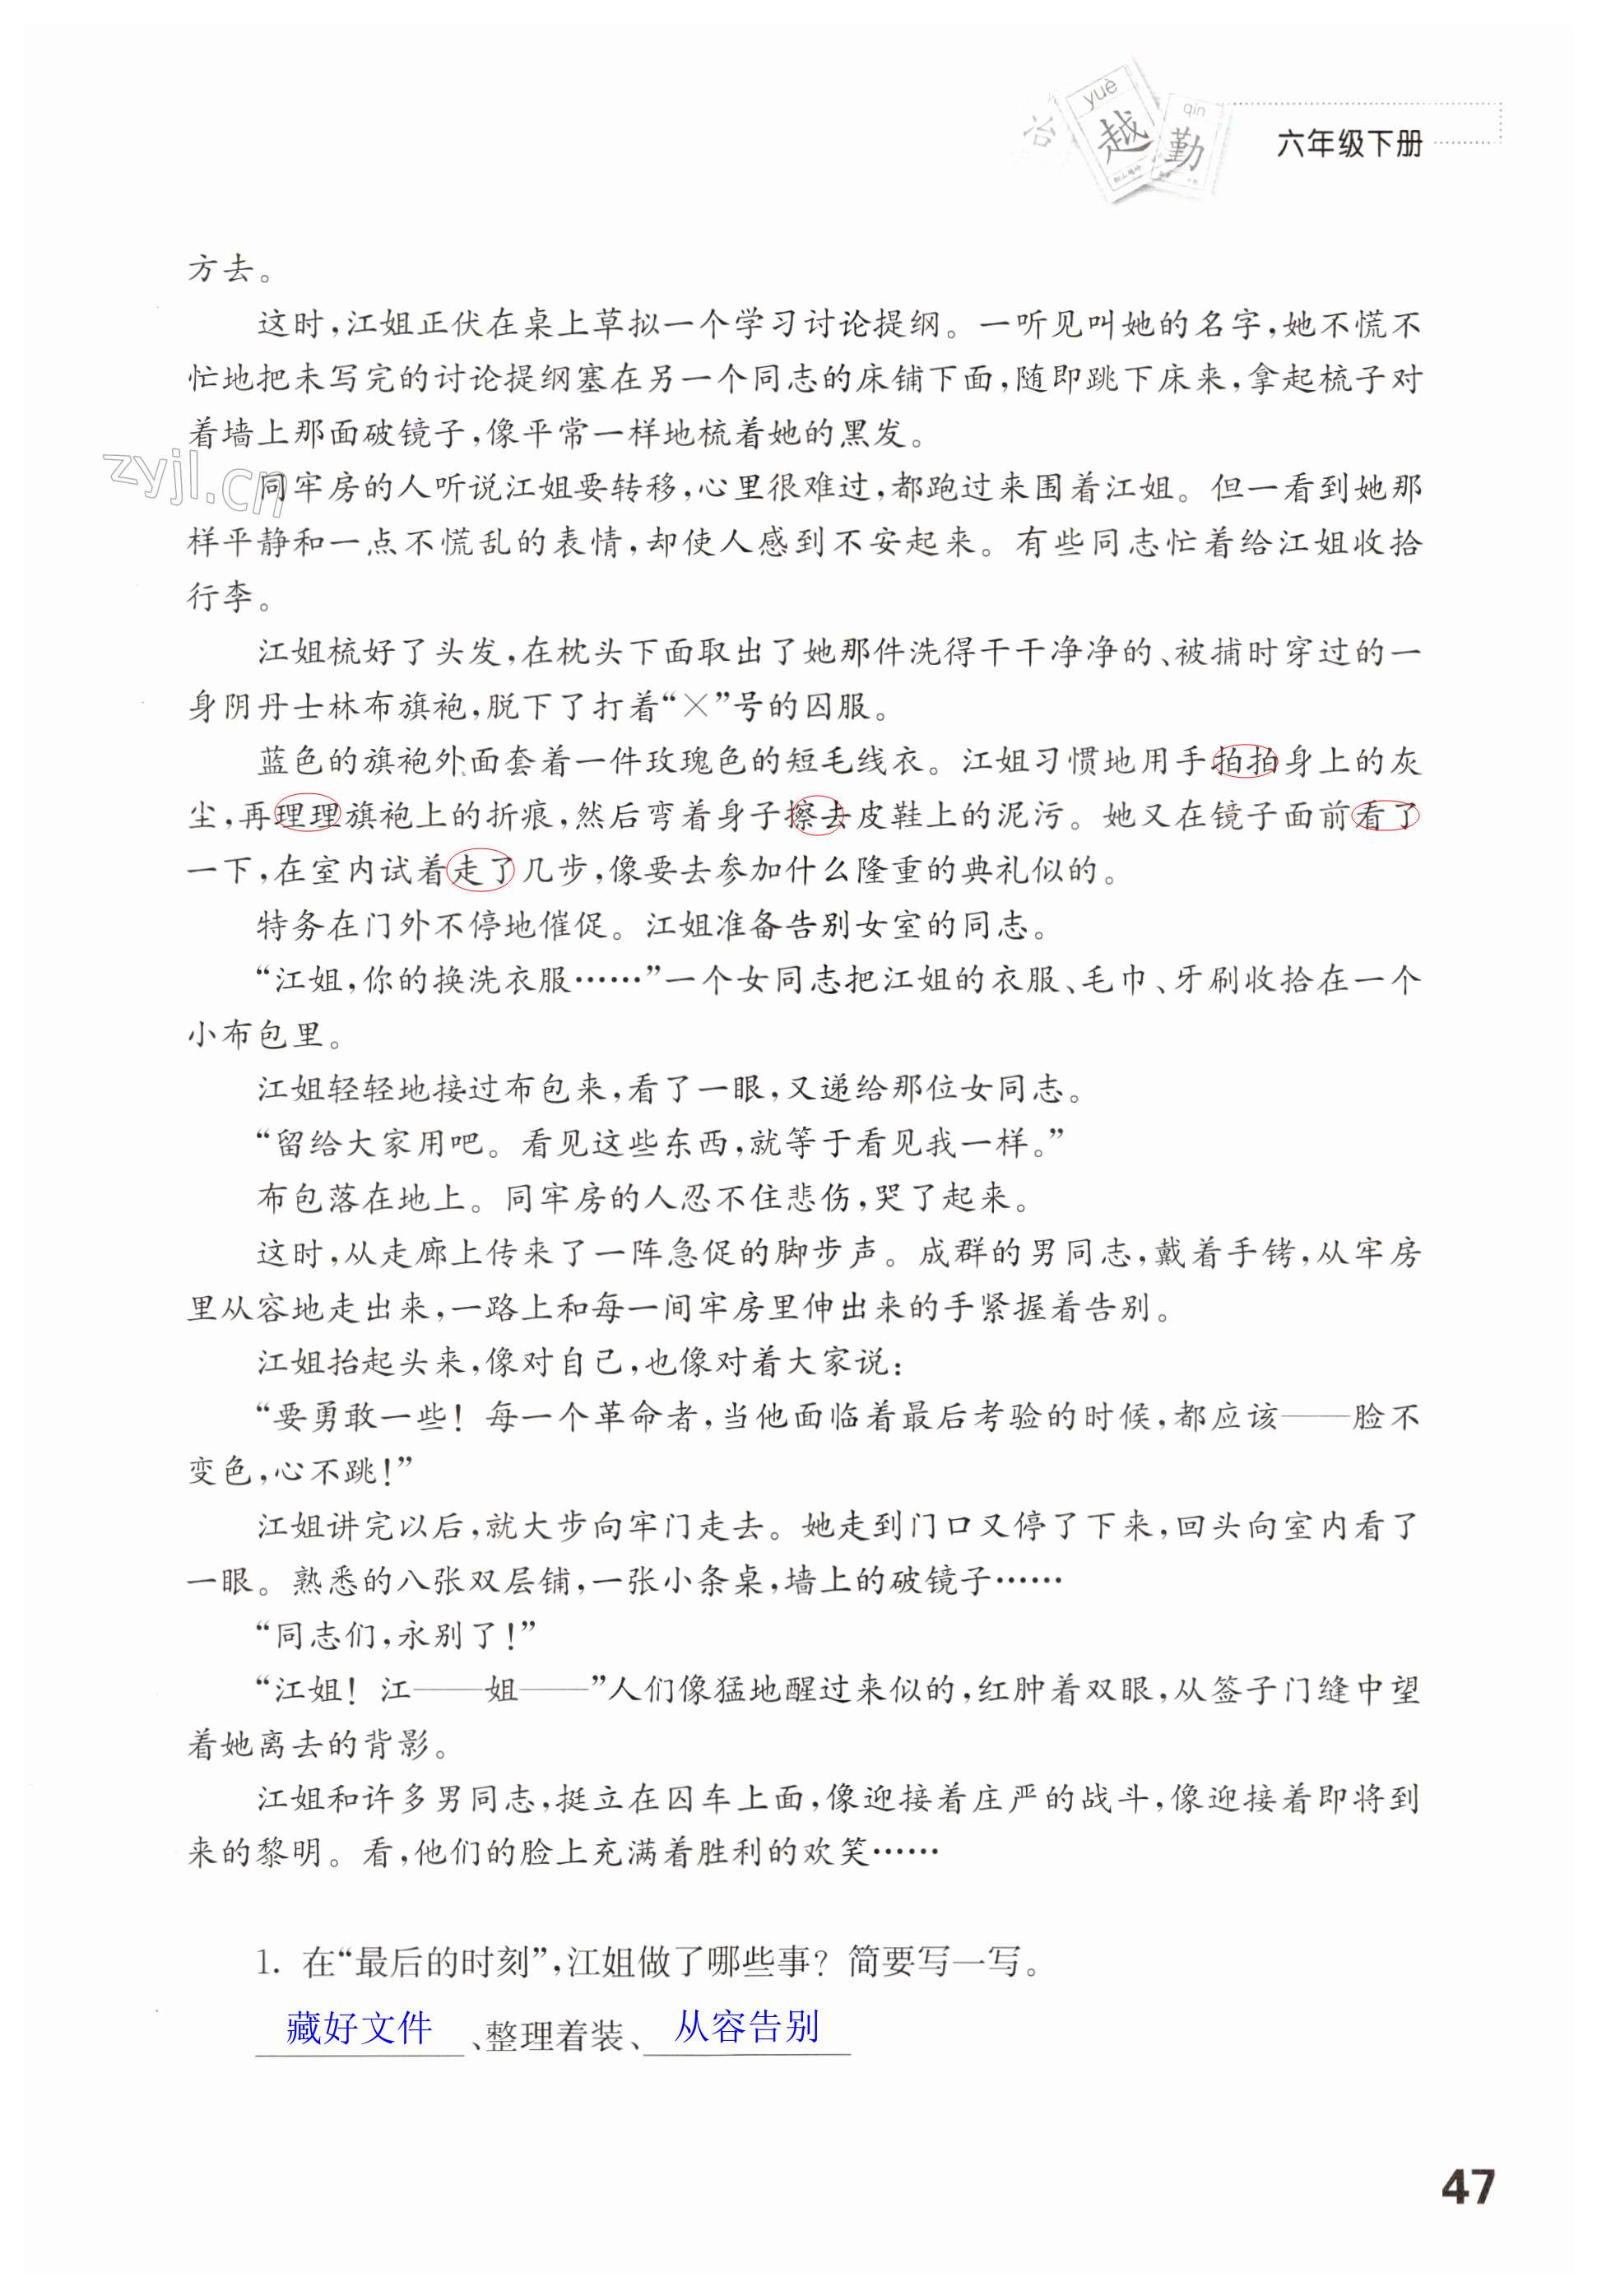 yuè
越
qín
勤
六年级下册
方去。
这时,江姐正伏在桌上草拟一个学习讨论提纲。一听见叫她的名字,她不慌不
忙地把未写完的讨论提纲塞在另一个同志的床铺下面,随即跳下床来,拿起梳子对
着墙上那面破镜子,像平常一样地梳着她的黑发。
zyjl.cn
同牢房的人听说江姐要转移,心里很难过,都跑过来围着江姐。但一看到她那
样平静和一点不慌乱的表情,却使人感到不安起来。有些同志忙着给江姐收拾
行李。
江姐梳好了头发,在枕头下面取出了她那件洗得干干净净的、被捕时穿过的一
身阴丹士林布旗袍,脱下了打着“×”号的囚服。
蓝色的旗袍外面套着一件玫瑰色的短毛线衣。江姐习惯地用手拍拍身上的灰
尘,再理理旗袍上的折痕,然后弯着身子擦去皮鞋上的泥污。她又在镜子面前看了
一下,在室内试着走了几步,像要去参加什么隆重的典礼似的。
特务在门外不停地催促。江姐准备告别女室的同志。
“江姐,你的换洗衣服……”一个女同志把江姐的衣服、毛巾、牙刷收拾在一个
小布包里。
江姐轻轻地接过布包来,看了一眼,又递给那位女同志。
“留给大家用吧。看见这些东西,就等于看见我一样。”
布包落在地上。同牢房的人忍不住悲伤,哭了起来。
这时,从走廊上传来了一阵急促的脚步声。成群的男同志,戴着手铐,从牢房
里从容地走出来,一路上和每一间牢房里伸出来的手紧握着告别。
江姐抬起头来,像对自己,也像对着大家说:
“要勇敢一些!每一个革命者,当他面临着最后考验的时候,都应该——脸不
变色,心不跳!”
江姐讲完以后,就大步向牢门走去。她走到门口又停了下来,回头向室内看了
一眼。熟悉的八张双层铺,一张小条桌,墙上的破镜子……
“同志们,永别了!”
“江姐!江——姐——”人们像猛地醒过来似的,红肿着双眼,从签子门缝中望
着她离去的背影。
江姐和许多男同志,挺立在囚车上面,像迎接着庄严的战斗,像迎接着即将到
来的黎明。看,他们的脸上充满着胜利的欢笑……
1. 在“最后的时刻”,江姐做了哪些事?简要写一写。
藏好文件、整理着装、从容告别
47